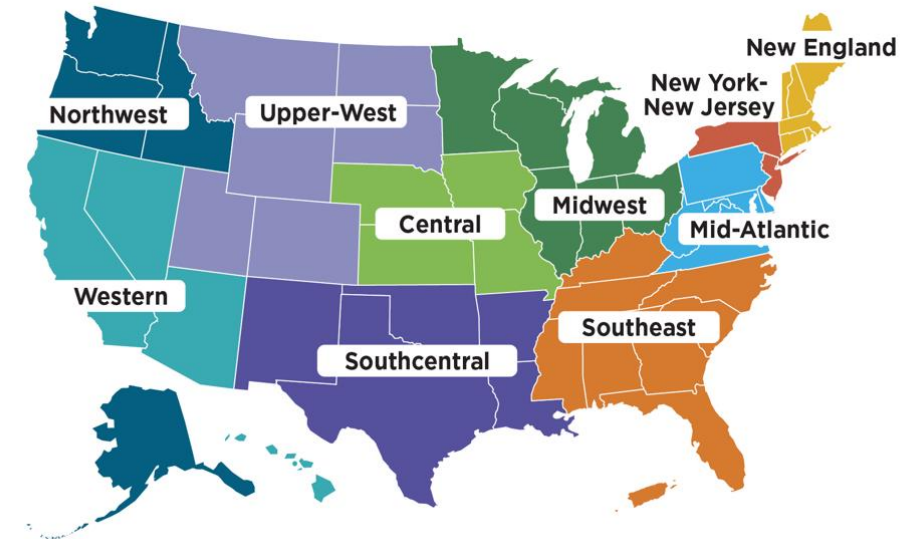 New England
New York-
New Jersey
Northwest
Upper-West
Midwest
Central
Mid-Atlantic
Western
Southeast
Southcentral